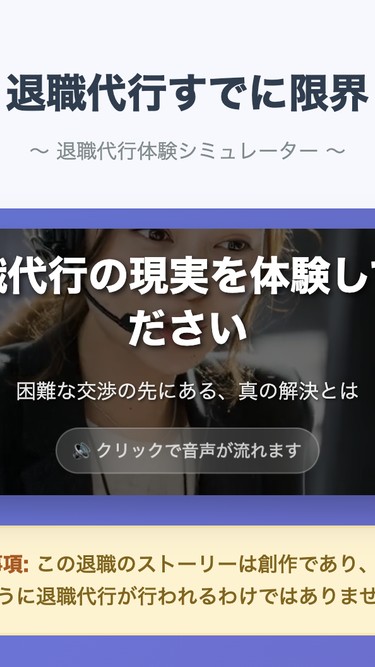 退職代行すでに限界
〜 退職代行体験シミュレーター 〜
職代行の現実を体験して
ださい
困難な交渉の先にある、真の解決とは
🔊 クリックで音声が流れます
事項: この退職のストーリーは創作であり、
うに退職代行が行われるわけではありませ